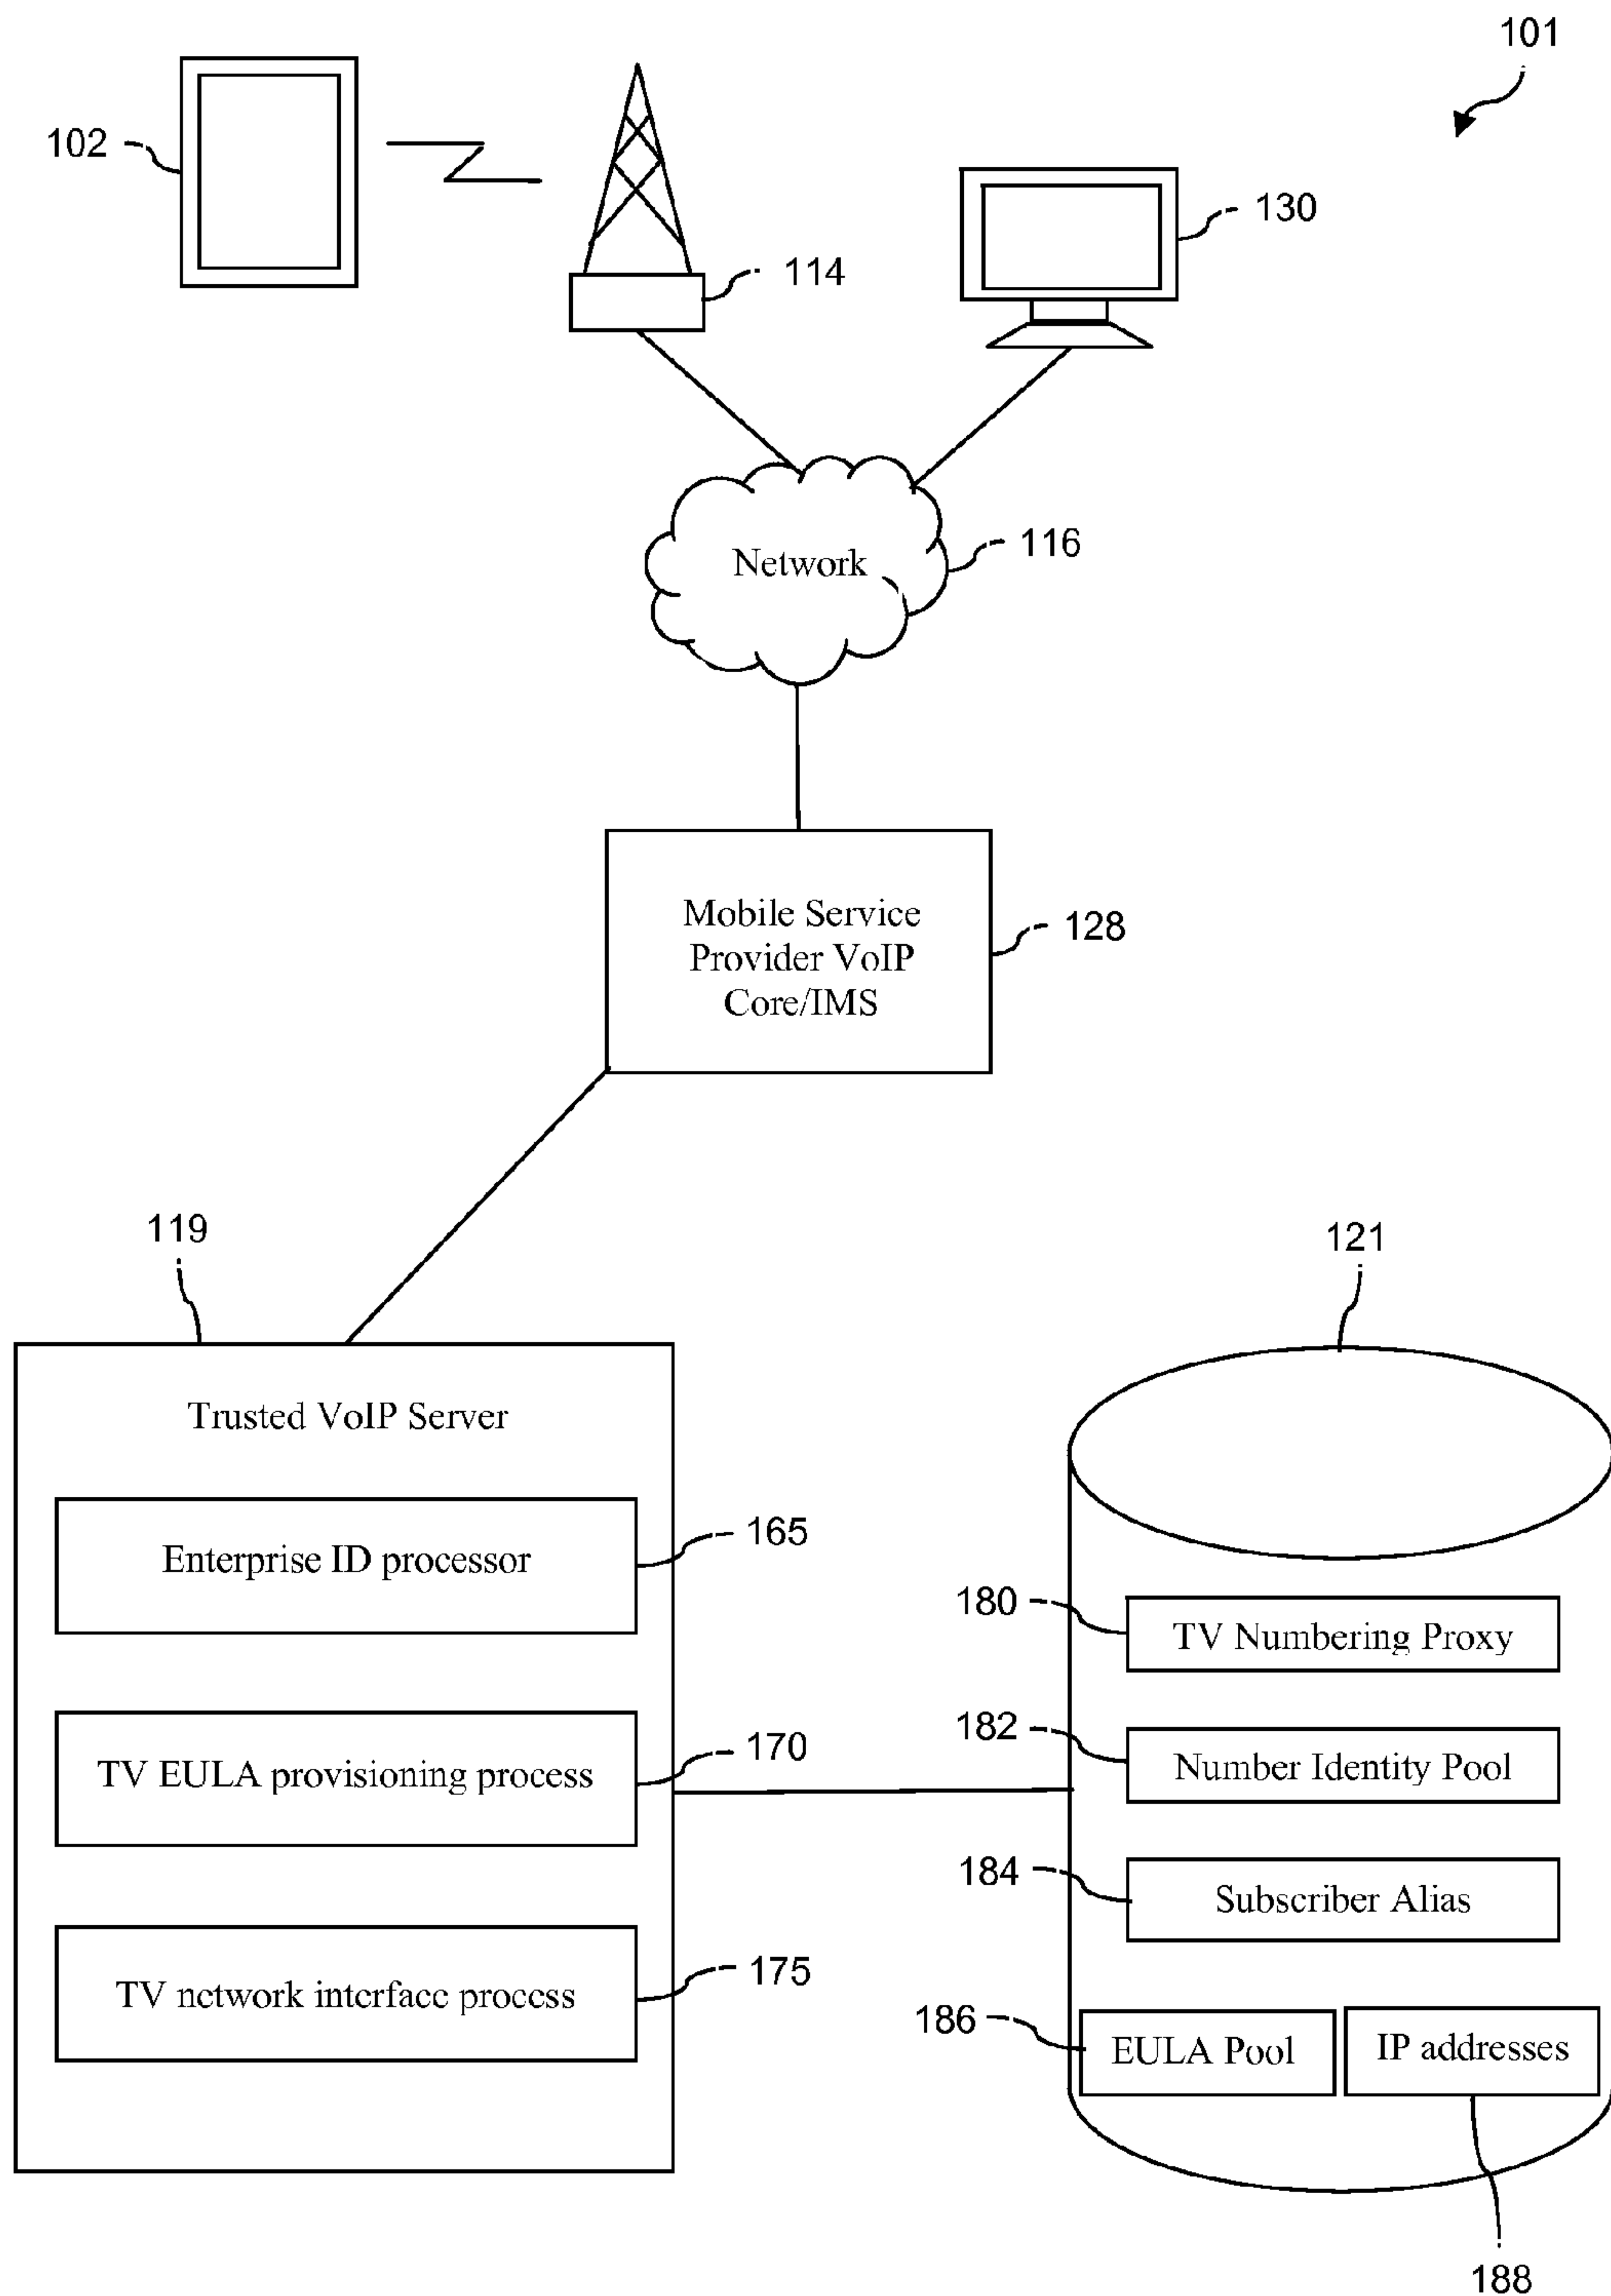 101
102
130
114
Network
116
Mobile Service
Provider VoIP
Core/IMS
128
119
121
Trusted VoIP Server
Enterprise ID processor
165
180
TV Numbering Proxy
TV EULA provisioning process
170
182
Number Identity Pool
184
Subscriber Alias
TV network interface process
175
186
EULA Pool
IP addresses
188